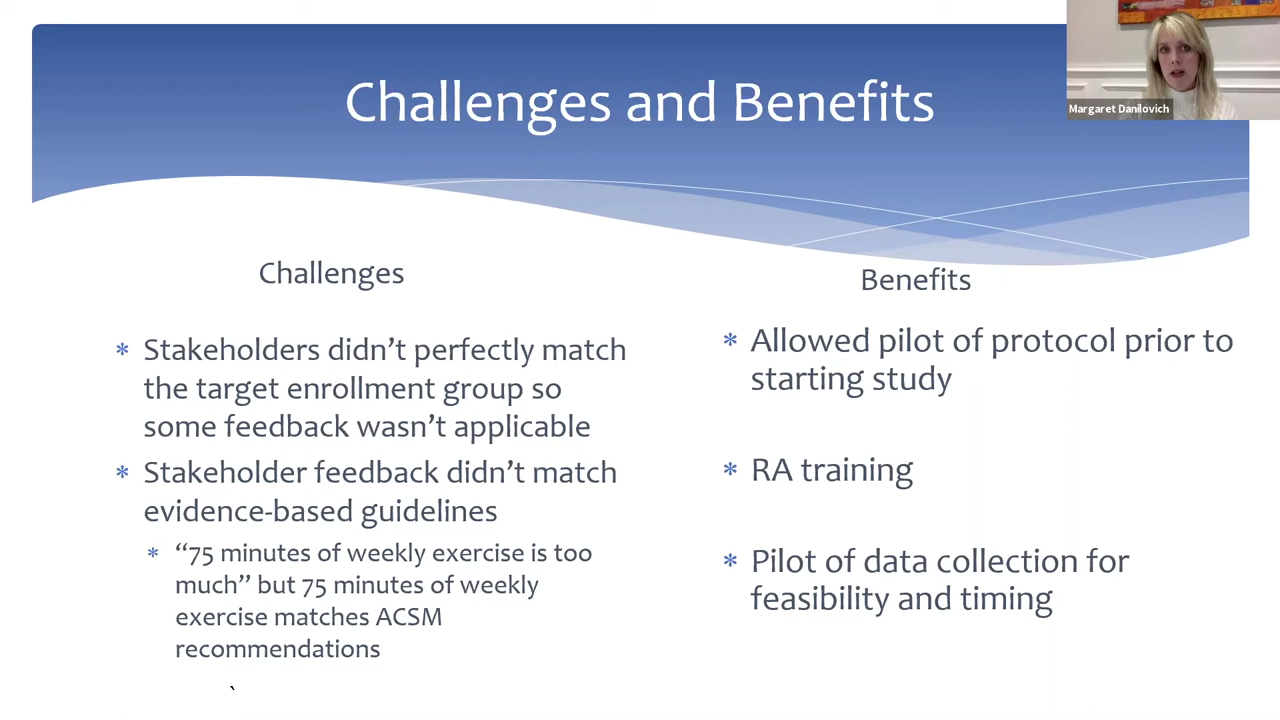 Challenges and Benefits
Margaret Danilovich
Challenges
* Stakeholders didn’t perfectly match
the target enrollment group so
some feedback wasn’t applicable
* Stakeholder feedback didn’t match
evidence-based guidelines
* “75 minutes of weekly exercise is too
much” but 75 minutes of weekly
exercise matches ACSM
recommendations
`
Benefits
* Allowed pilot of protocol prior to
starting study
* RA training
* Pilot of data collection for
feasibility and timing